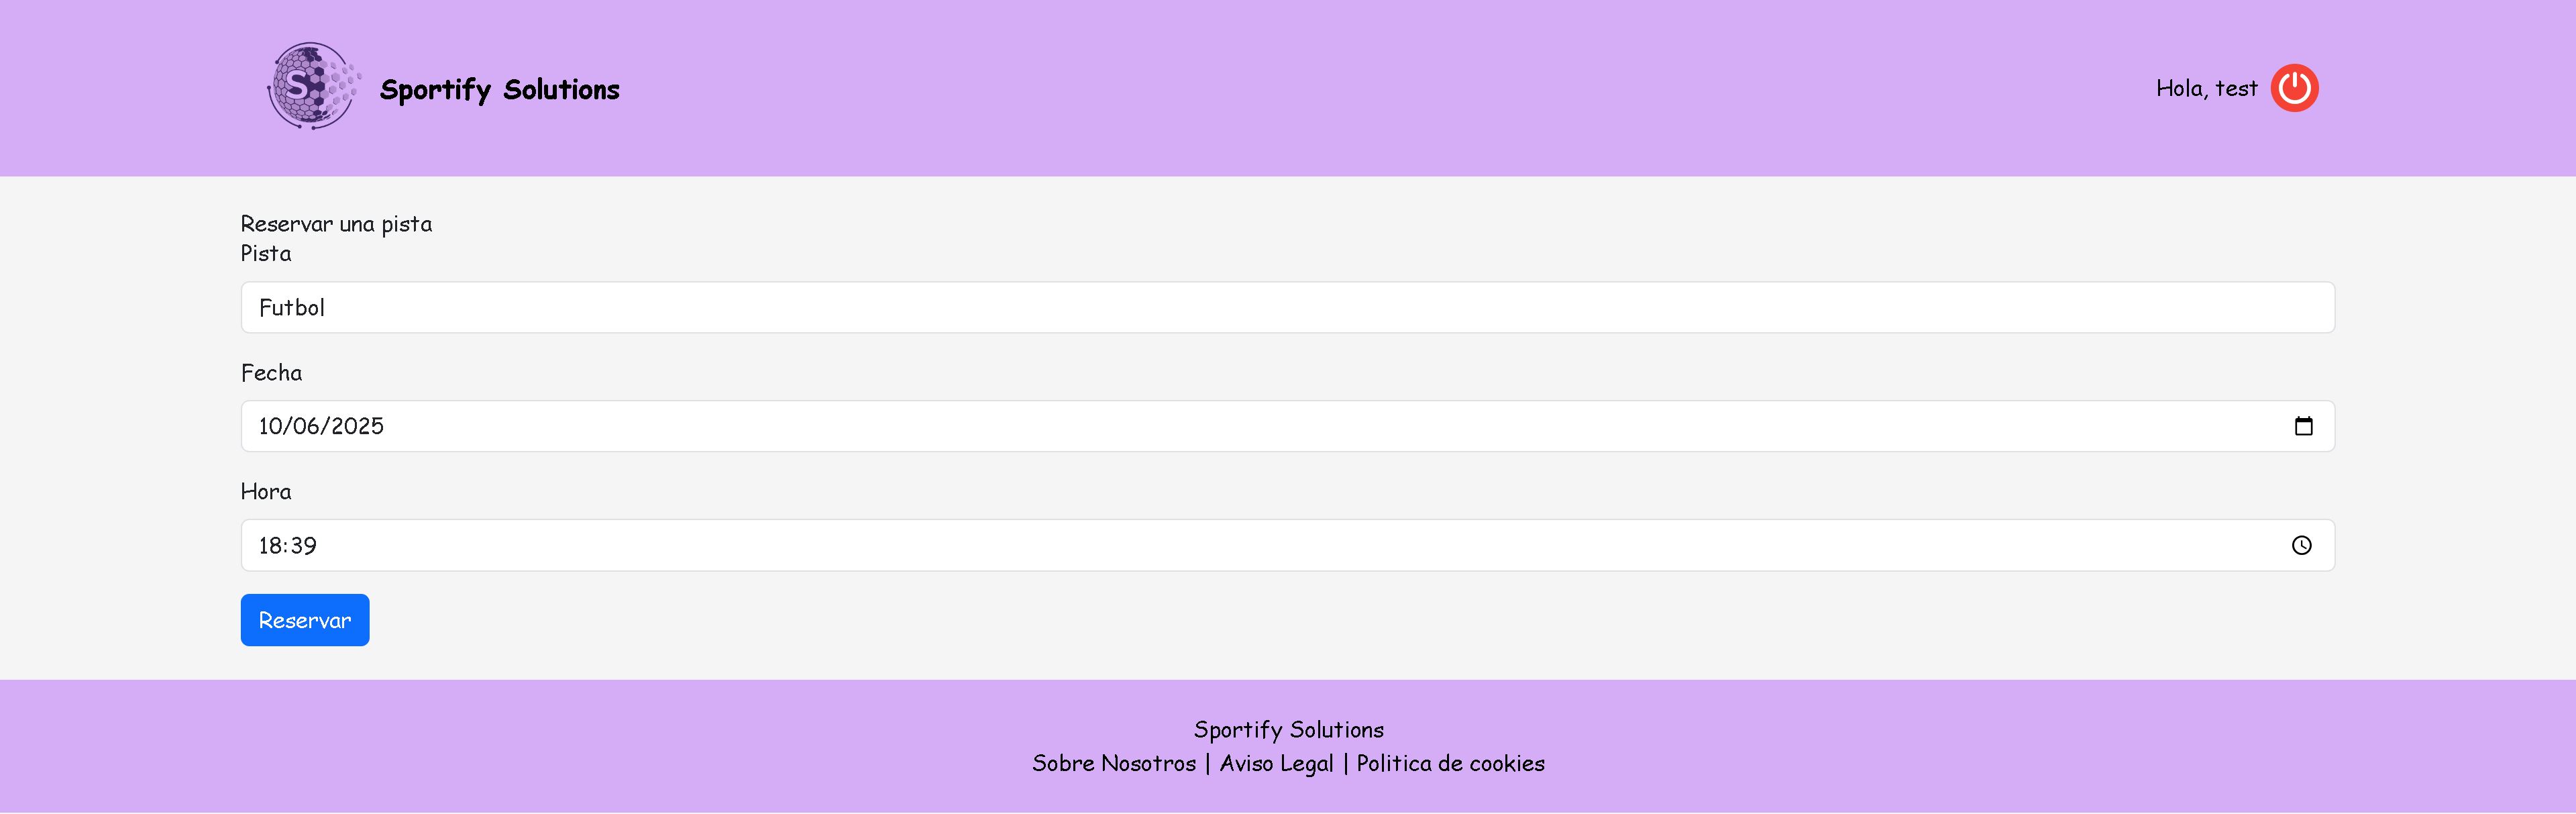 S
Sportify Solutions
Hola, test
Reservar una pista
Pista
Futbol
Fecha
10/06/2025
Hora
18:39
Reservar
Sportify Solutions
Sobre Nosotros | Aviso Legal | Politica de cookies